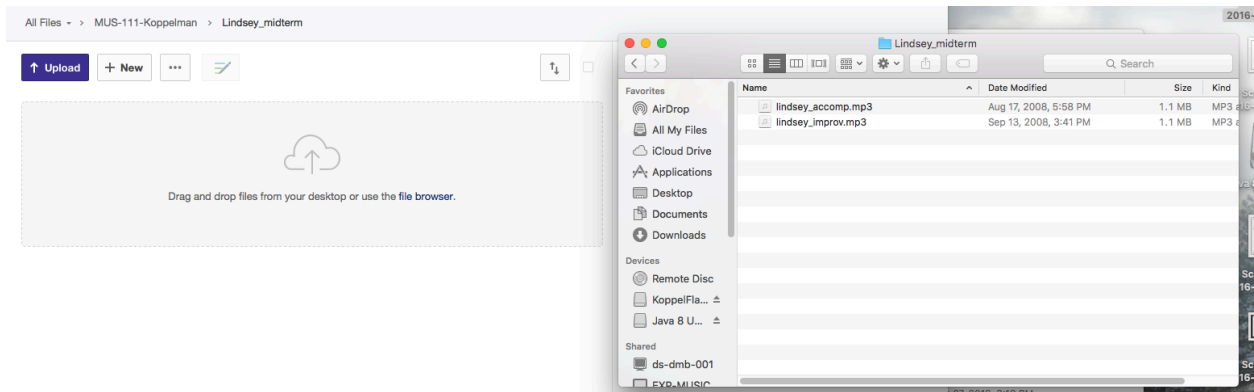 All Files > MUS-111-Koppelman > Lindsey_midterm
Upload
New
Drag and drop files from your desktop or use the file browser.
2016-
Lindsey_midterm
Search
Favorites
AirDrop
All My Files
iCloud Drive
Applications
Desktop
Documents
Downloads
Devices
Remote Disc
KoppelFla...
Java 8 U...
Shared
ds-dmb-001
EXP-MUSIC
Name Date Modified Size Kind
lindsey_accomp.mp3 Aug 17, 2008, 5:58 PM 1.1 MB MP3
lindsey_improv.mp3 Sep 13, 2008, 3:41 PM 1.1 MB MP3